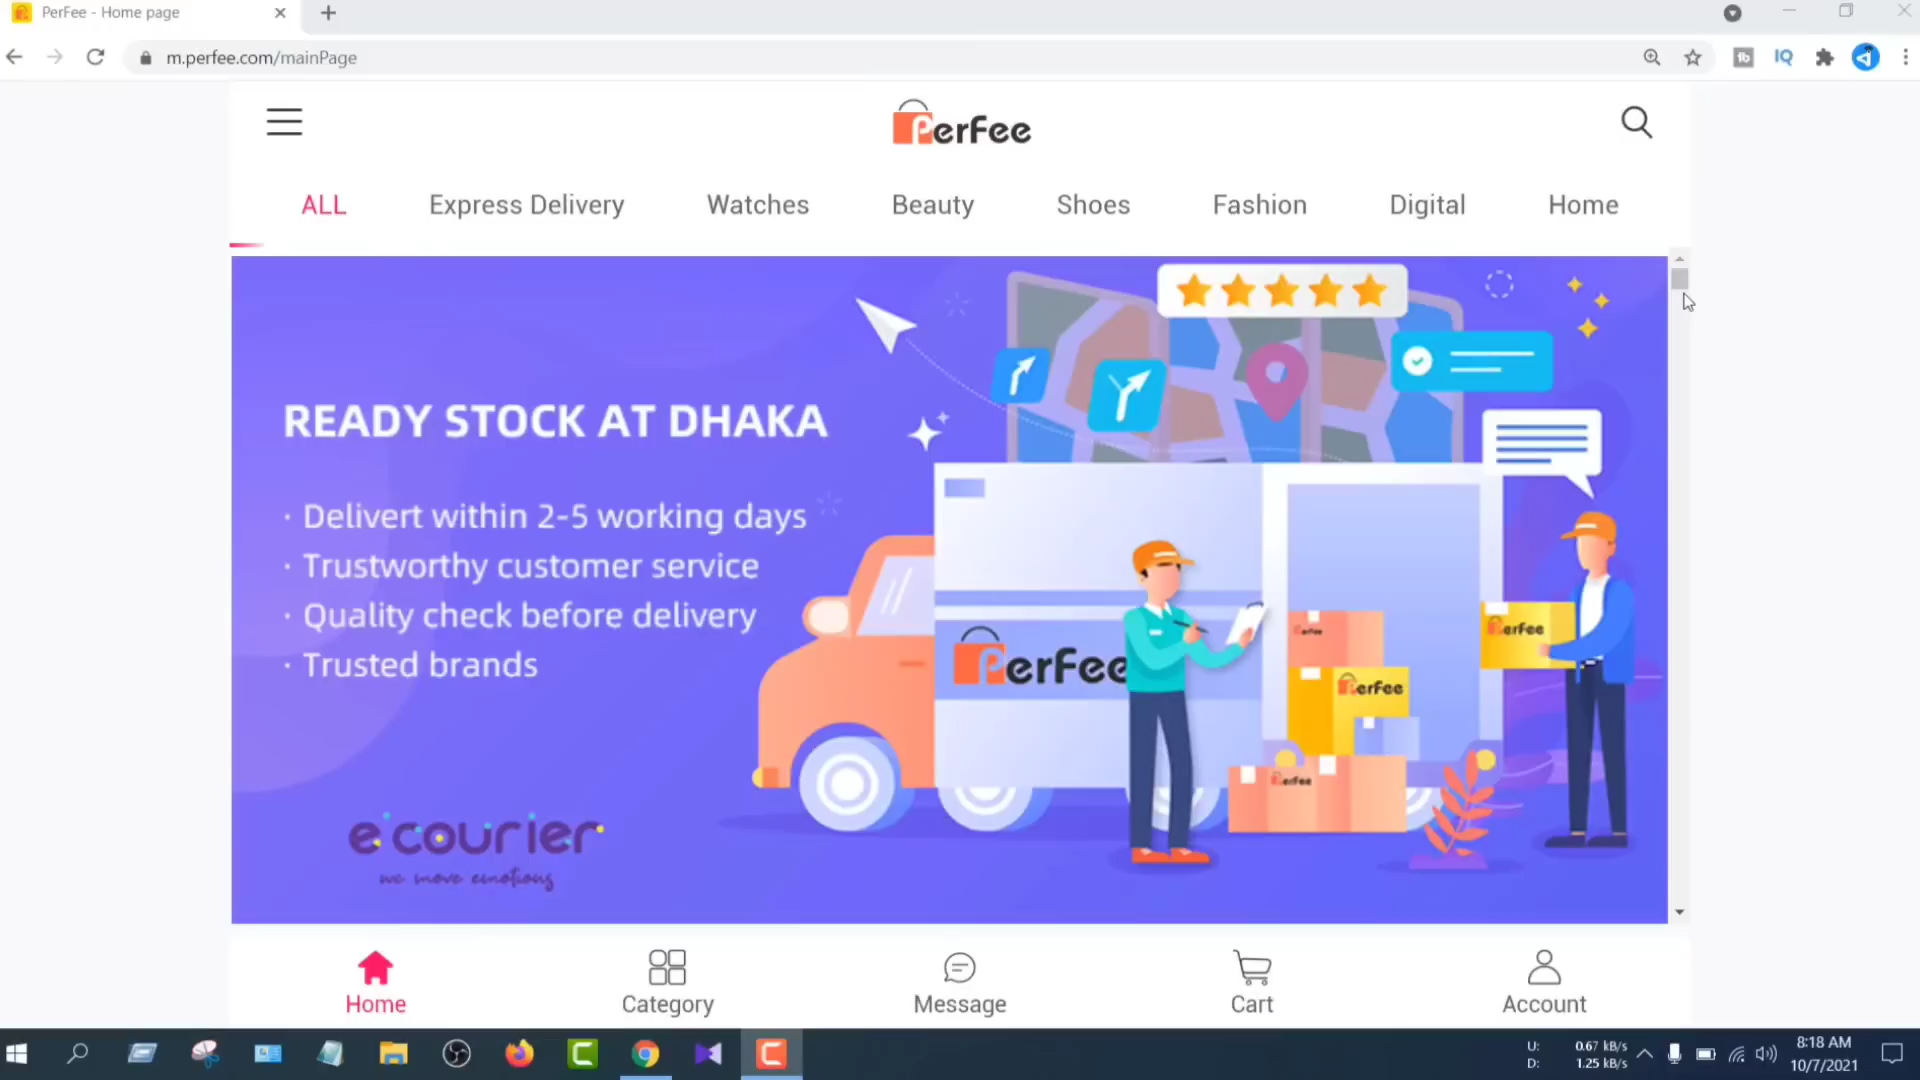 PerFee - Home page
m.perfee.com/mainPage
IQ
PerFee
ALL Express Delivery Watches Beauty Shoes Fashion Digital Home
READY STOCK AT DHAKA
· Delivert within 2-5 working days
· Trustworthy customer service
· Quality check before delivery
· Trusted brands
PerFee
PerFee
PerFee
PerFee
PerFee
ecourier
we move emotions
Home Category Message Cart Account
U: 0.67 kB/s
D: 1.25 kB/s
8:18 AM
10/7/2021